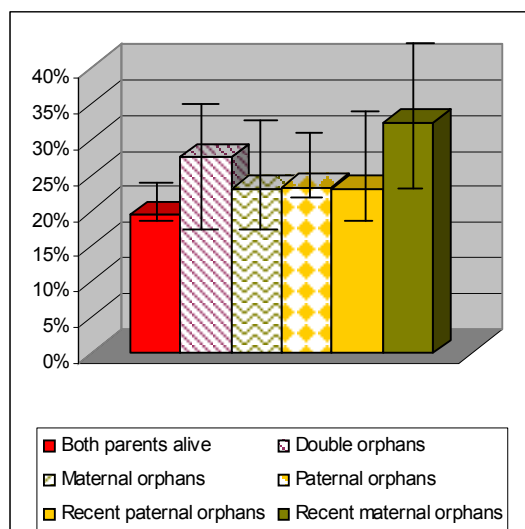 40%
35%
30%
25%
20%
15%
10%
5%
0%
Both parents alive
Double orphans
Maternal orphans
Paternal orphans
Recent paternal orphans
Recent maternal orphans